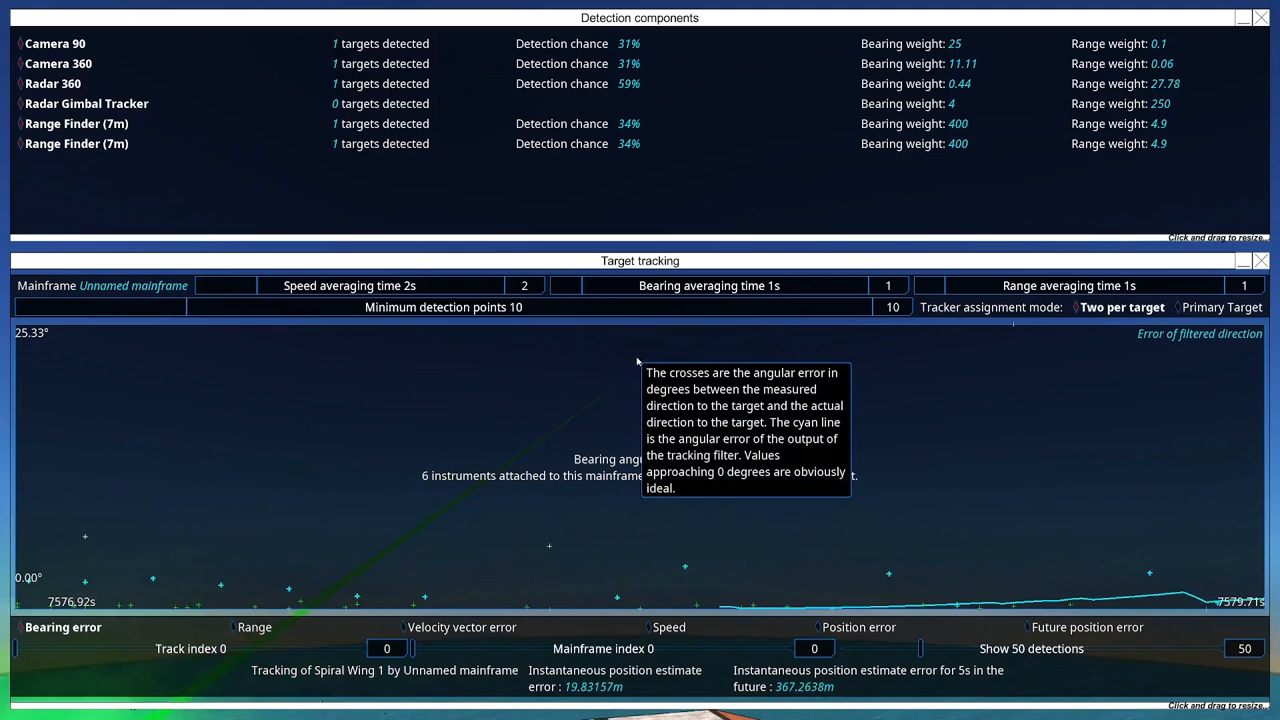 Detection components
Camera 90 1 targets detected Detection chance 31% Bearing weight: 25 Range weight: 0.1
Camera 360 1 targets detected Detection chance 31% Bearing weight: 11.11 Range weight: 0.06
Radar 360 1 targets detected Detection chance 59% Bearing weight: 0.44 Range weight: 27.78
Radar Gimbal Tracker 0 targets detected Bearing weight: 4 Range weight: 250
Range Finder (7m) 1 targets detected Detection chance 34% Bearing weight: 400 Range weight: 4.9
Range Finder (7m) 1 targets detected Detection chance 34% Bearing weight: 400 Range weight: 4.9
Click and drag to resize...
Target tracking
Mainframe Unnamed mainframe Speed averaging time 2s 2 Bearing averaging time 1s 1 Range averaging time 1s 1
Minimum detection points 10 10 Tracker assignment mode: Two per target Primary Target
25.33° Error of filtered direction
The crosses are the angular error in
degrees between the measured
direction to the target and the actual
direction to the target. The cyan line
is the angular error of the output of
the tracking filter. Values
approaching 0 degrees are obviously
ideal.
Bearing angu
6 instruments attached to this mainframe t.
0.00°
7576.92s 7579.71s
Bearing error Range Velocity vector error Speed Position error Future position error
Track index 0 0 Mainframe index 0 0 Show 50 detections 50
Tracking of Spiral Wing 1 by Unnamed mainframe Instantaneous position estimate Instantaneous position estimate error for 5s in the
error : 19.83157m future : 367.2638m
Click and drag to resize...